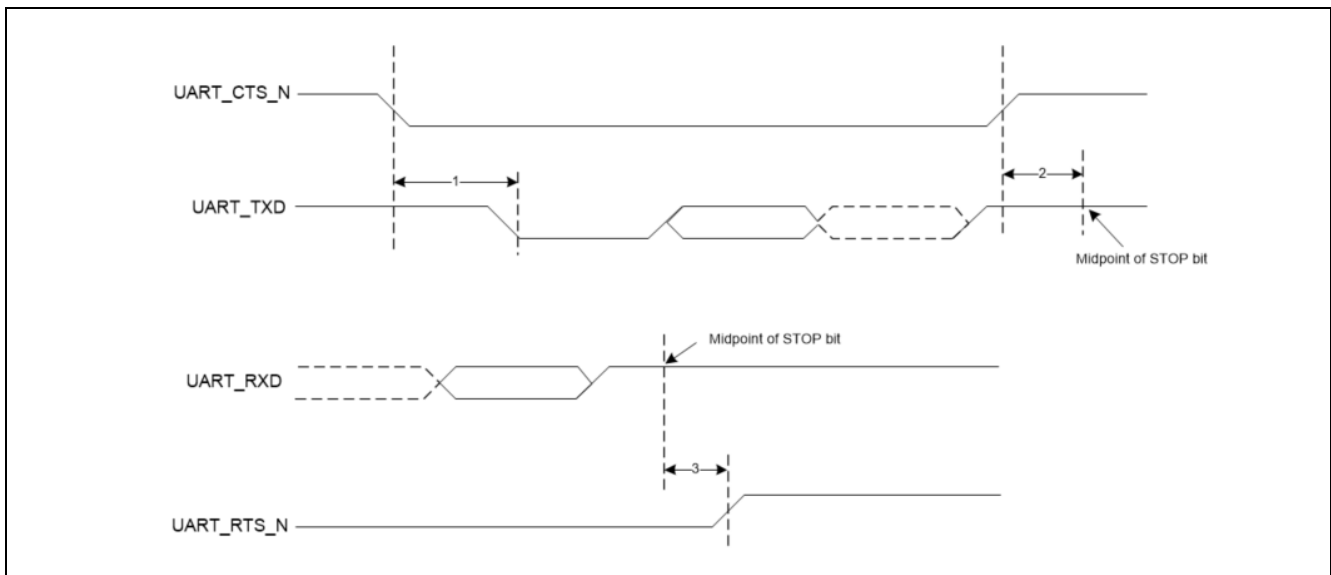 UART_CTS_N
1
2
UART_TXD
Midpoint of STOP bit
Midpoint of STOP bit
UART_RXD
3
UART_RTS_N